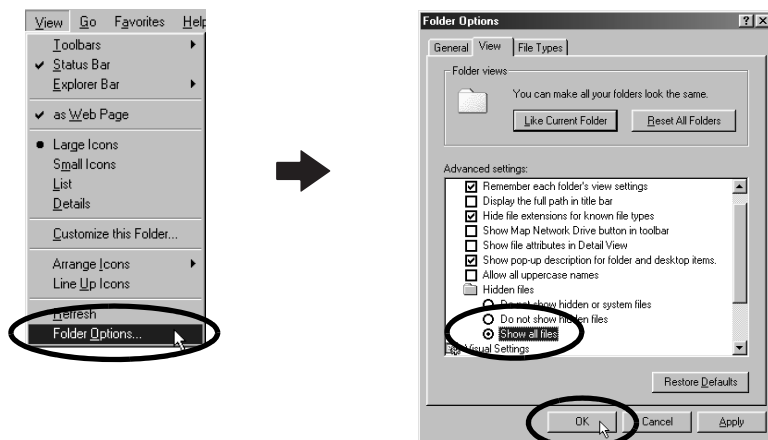 View Go Favorites Help
Toolbars
Status Bar
Explorer Bar
as Web Page
Large Icons
Small Icons
List
Details
Customize this Folder...
Arrange Icons
Line Up Icons
Refresh
Folder Options...
Folder Options
General View File Types
Folder views
You can make all your folders look the same.
Like Current Folder Reset All Folders
Advanced settings:
Remember each folder's view settings
Display the full path in title bar
Hide file extensions for known file types
Show Map Network Drive button in toolbar
Show file attributes in Detail View
Show pop-up description for folder and desktop items.
Allow all uppercase names
Hidden files
Do not show hidden or system files
Do not show hidden files
Show all files
Visual Settings
Restore Defaults
OK Cancel Apply